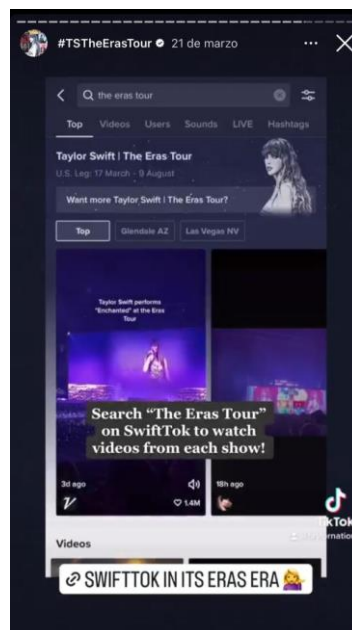 #TSTheErasTour 21 de marzo
the eras tour
Top Videos Users Sounds LIVE Hashtags
Taylor Swift | The Eras Tour
U.S. Leg: 17 March - 9 August
Want more Taylor Swift | The Eras Tour?
Top Glendale AZ Las Vegas NV
Taylor Swift performs
"Enchanted" at the Eras
Tour
Search “The Eras Tour”
on SwiftTok to watch
videos from each show!
3d ago 18h ago
1.4M
TikTok
Videos
SWIFTTOK IN ITS ERAS ERA 💁‍♀️